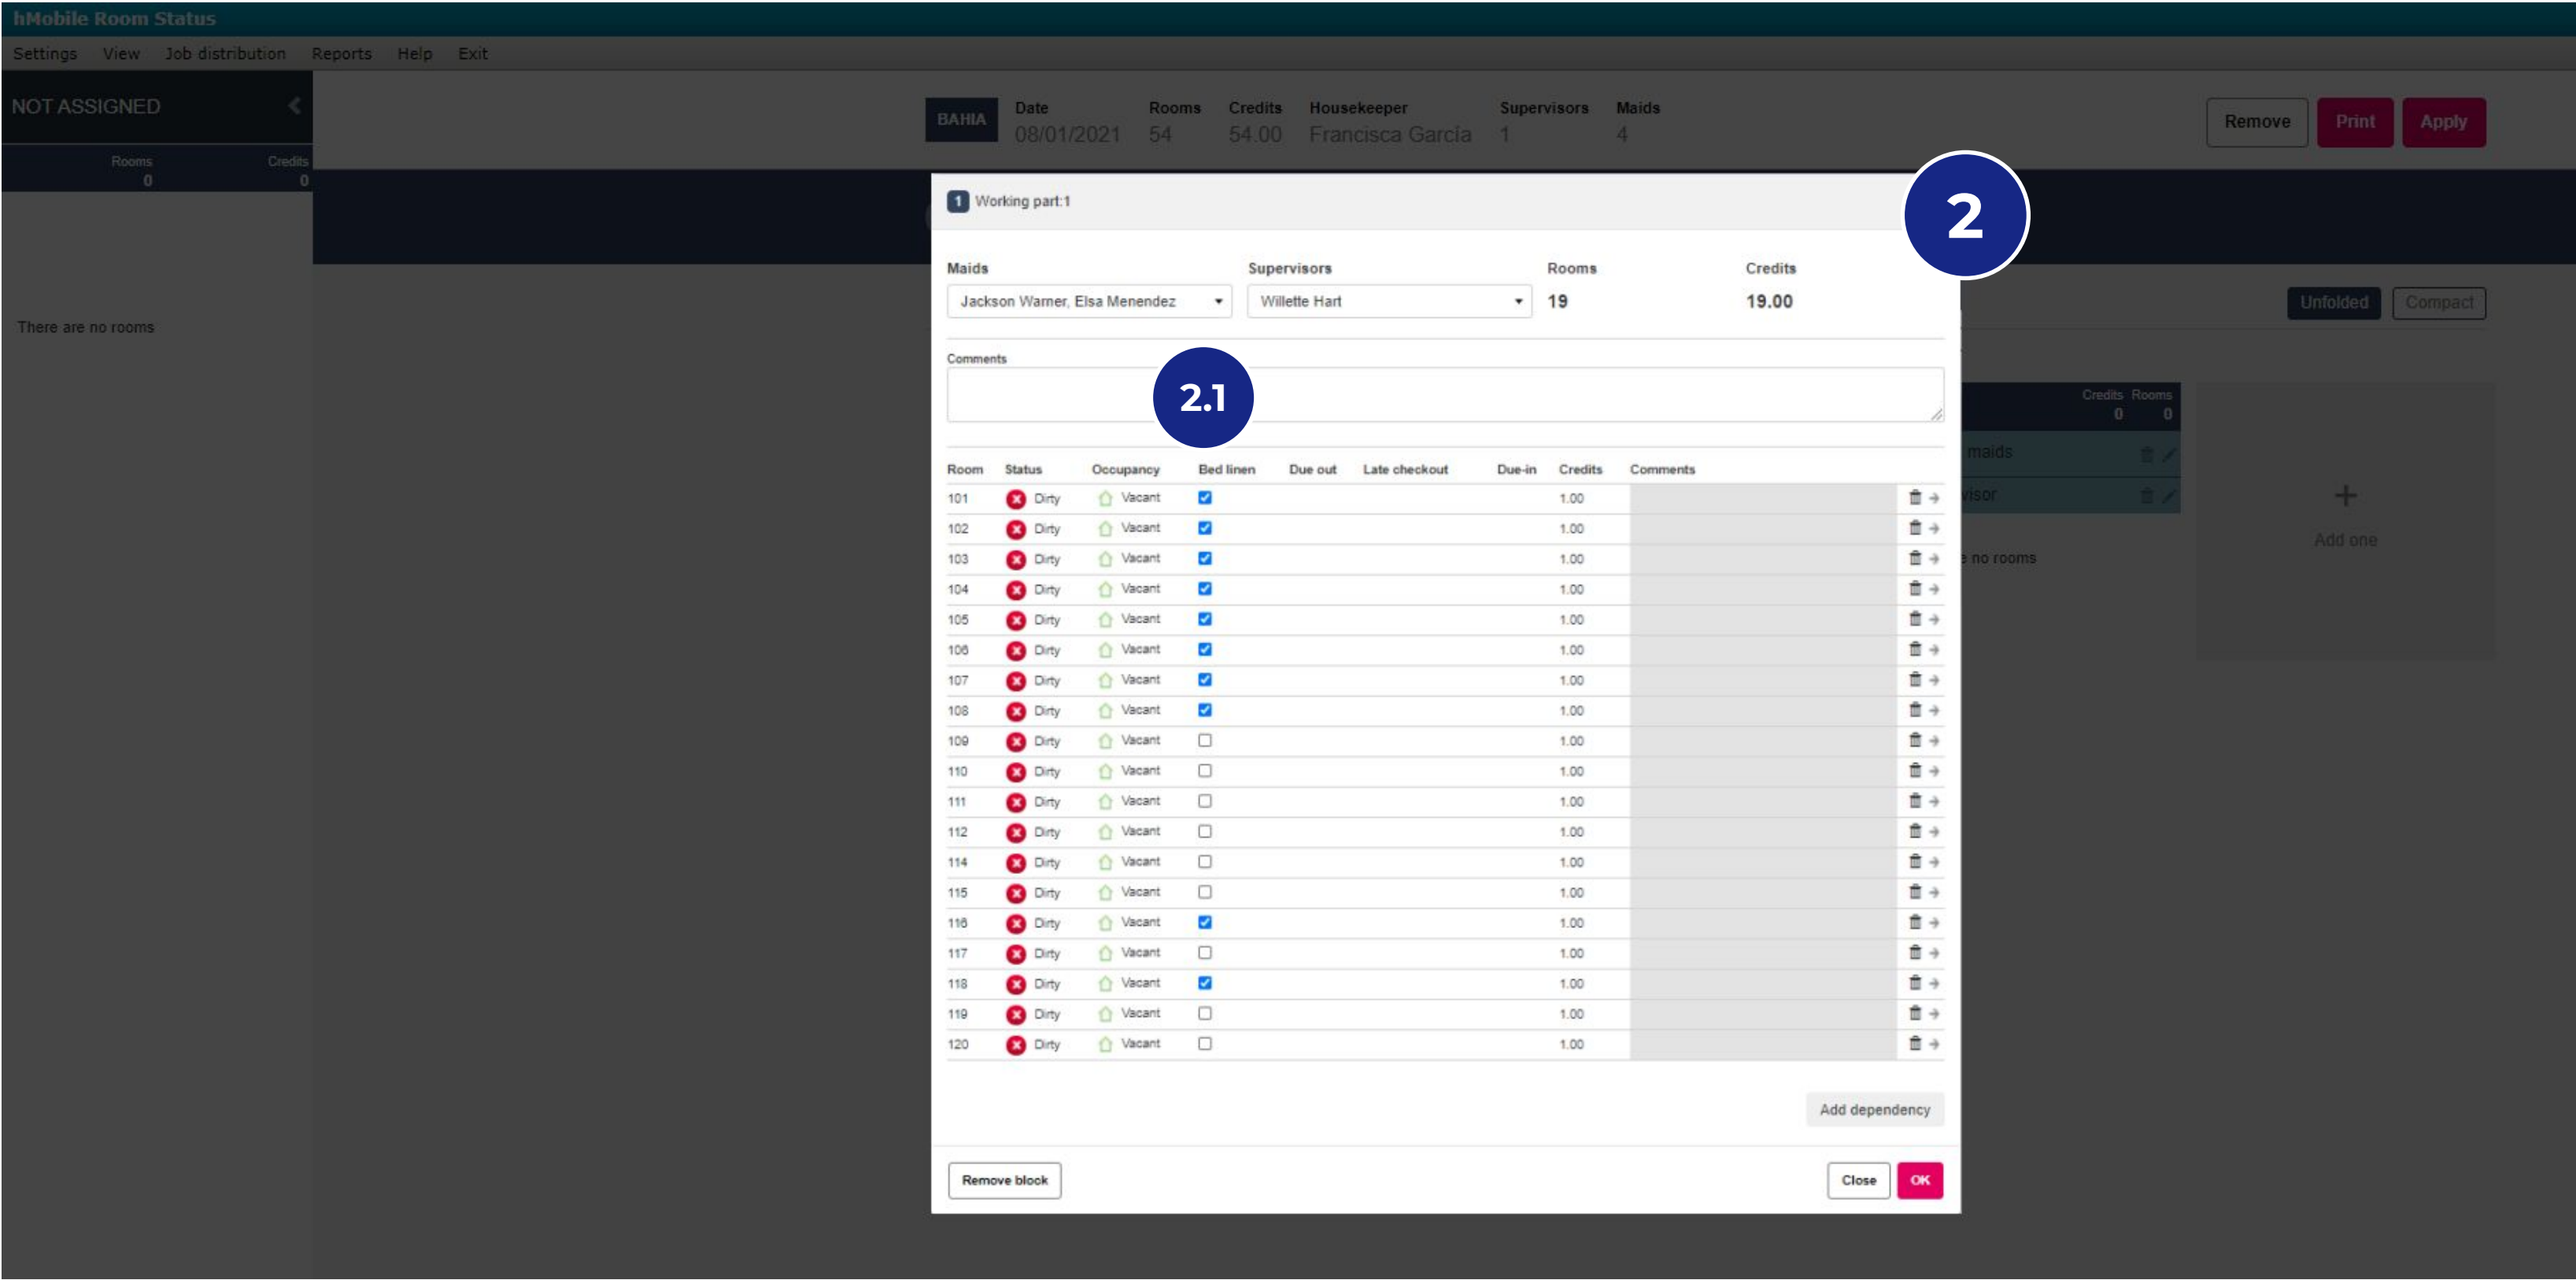 hMobile Room Status
Settings View Job distribution Reports Help Exit
NOT ASSIGNED
Rooms Credits
0 0
There are no rooms
BAHIA
Date Rooms Credits Housekeeper Supervisors Maids
08/01/2021 54 54.00 Francisca García 1 4
Remove Print Apply
1 Working part:1
2
Maids Supervisors Rooms Credits
Jackson Warner, Elsa Menendez Willette Hart 19 19.00
Unfolded Compact
Comments
2.1
Credits Rooms
0 0
maids
visor
no rooms
Add one
Room Status Occupancy Bed linen Due out Late checkout Due-in Credits Comments
101 Dirty Vacant 1.00
102 Dirty Vacant 1.00
103 Dirty Vacant 1.00
104 Dirty Vacant 1.00
105 Dirty Vacant 1.00
106 Dirty Vacant 1.00
107 Dirty Vacant 1.00
108 Dirty Vacant 1.00
109 Dirty Vacant 1.00
110 Dirty Vacant 1.00
111 Dirty Vacant 1.00
112 Dirty Vacant 1.00
114 Dirty Vacant 1.00
115 Dirty Vacant 1.00
116 Dirty Vacant 1.00
117 Dirty Vacant 1.00
118 Dirty Vacant 1.00
119 Dirty Vacant 1.00
120 Dirty Vacant 1.00
Add dependency
Remove block Close OK